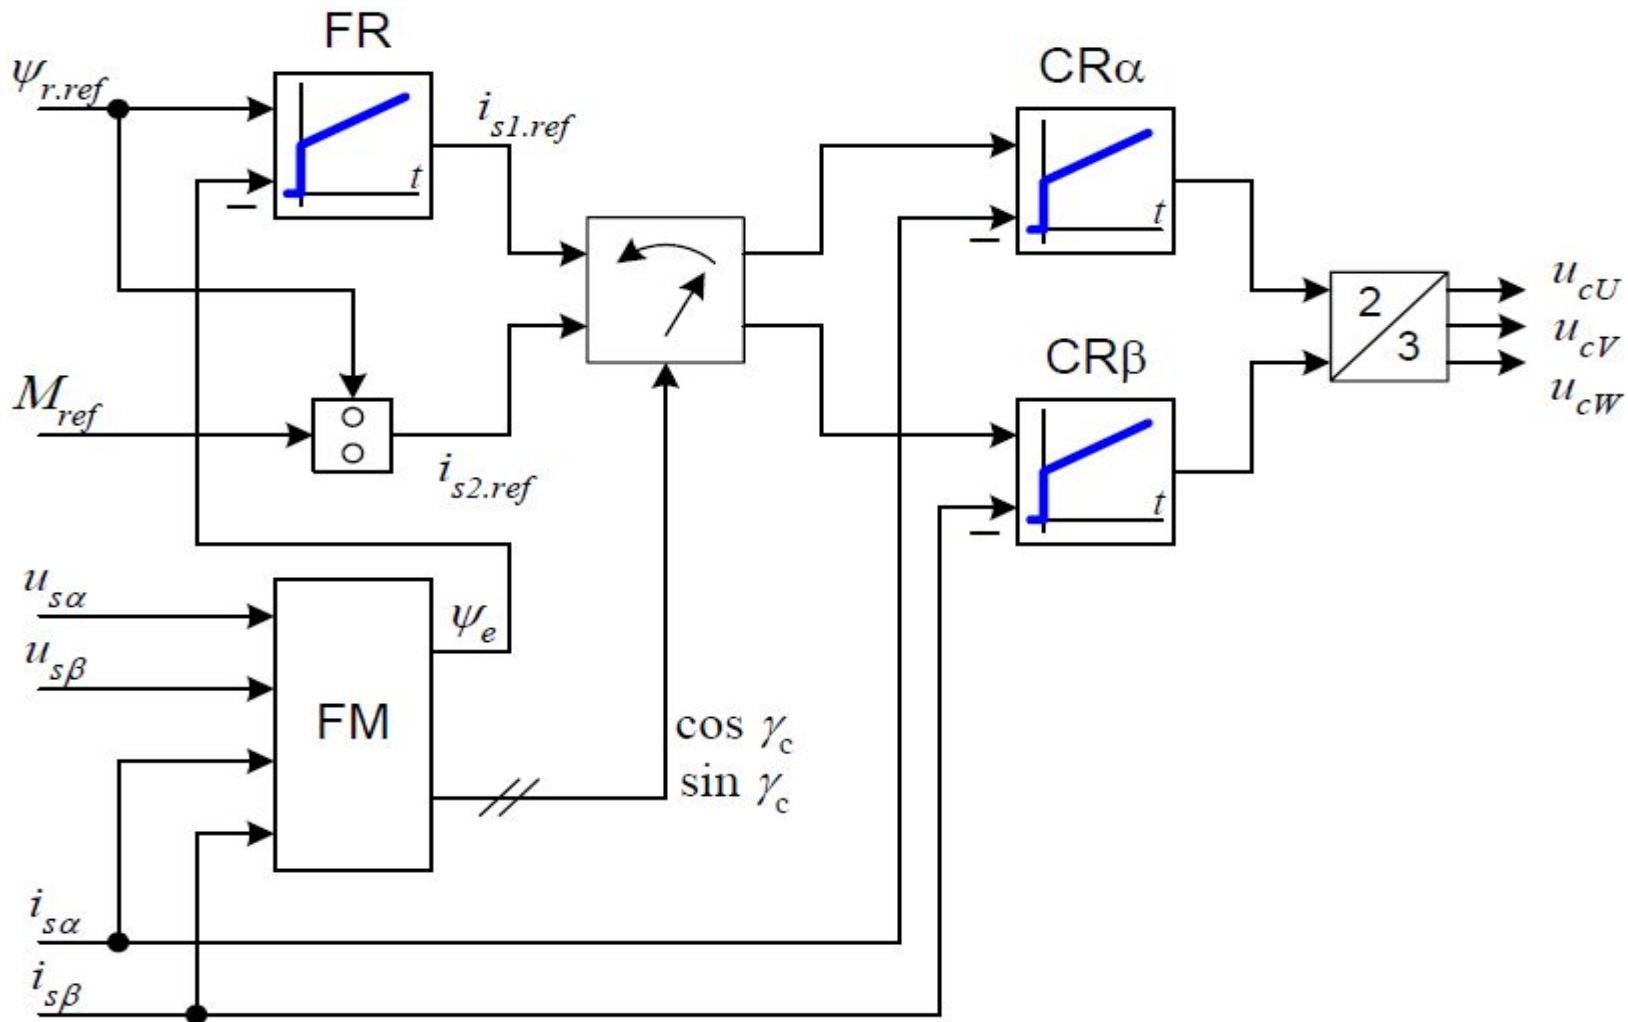 FR
ψr.ref
is1.ref
t
CRα
t
ucU
2
3
ucV
CRβ
ucW
Mref
is2.ref
t
usα
ψe
usβ
FM
cos γc
sin γc
isα
isβ